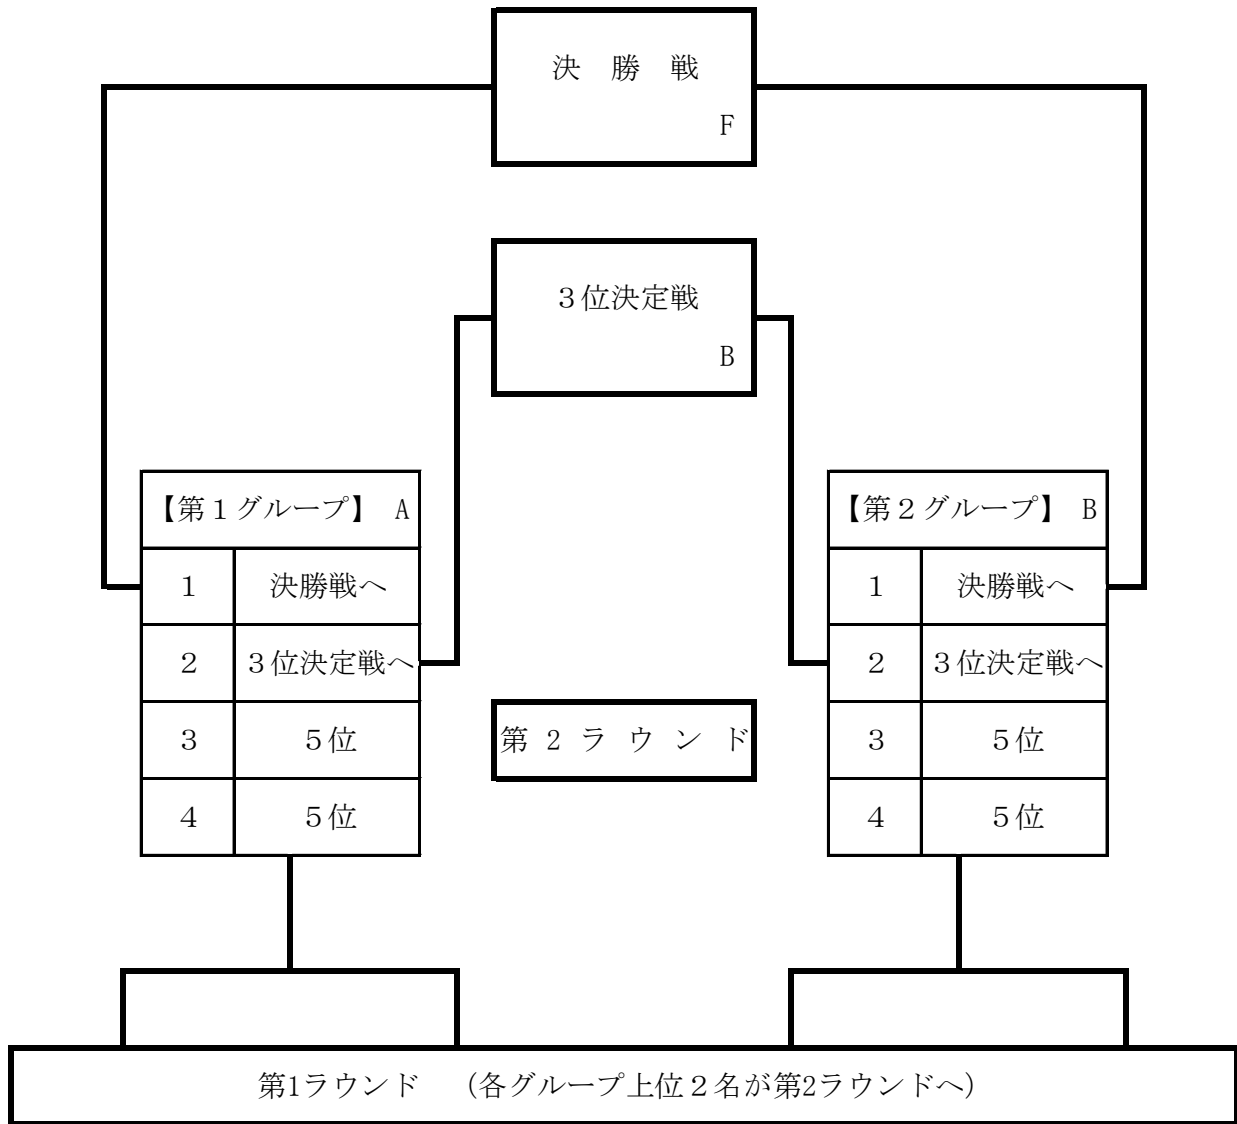 決　勝　戦
F
３位決定戦
B
【第１グループ】 A
1 決勝戦へ
2 ３位決定戦へ
3 ５位
4 ５位
【第２グループ】 B
1 決勝戦へ
2 ３位決定戦へ
3 ５位
4 ５位
第 2 ラ ウ ン ド
第1ラウンド　（各グループ上位２名が第2ラウンドへ）